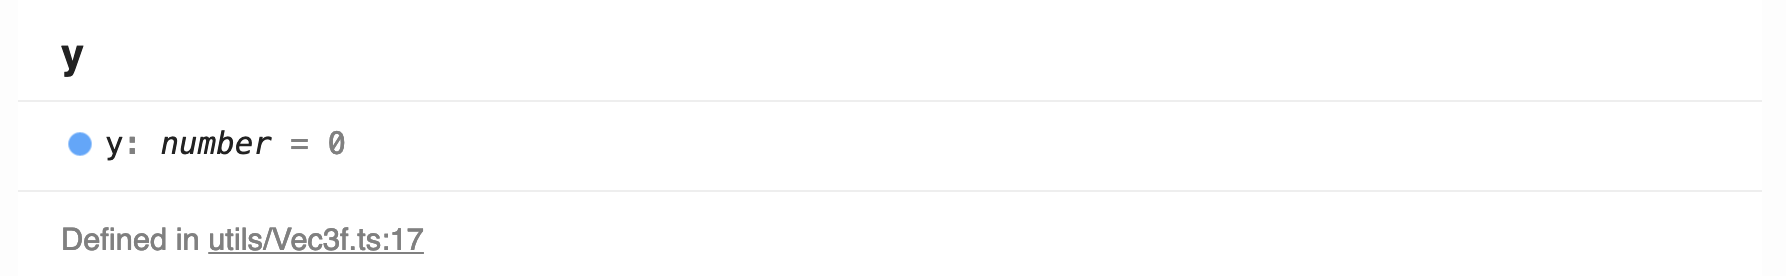 y
y: number = 0
Defined in utils/Vec3f.ts:17